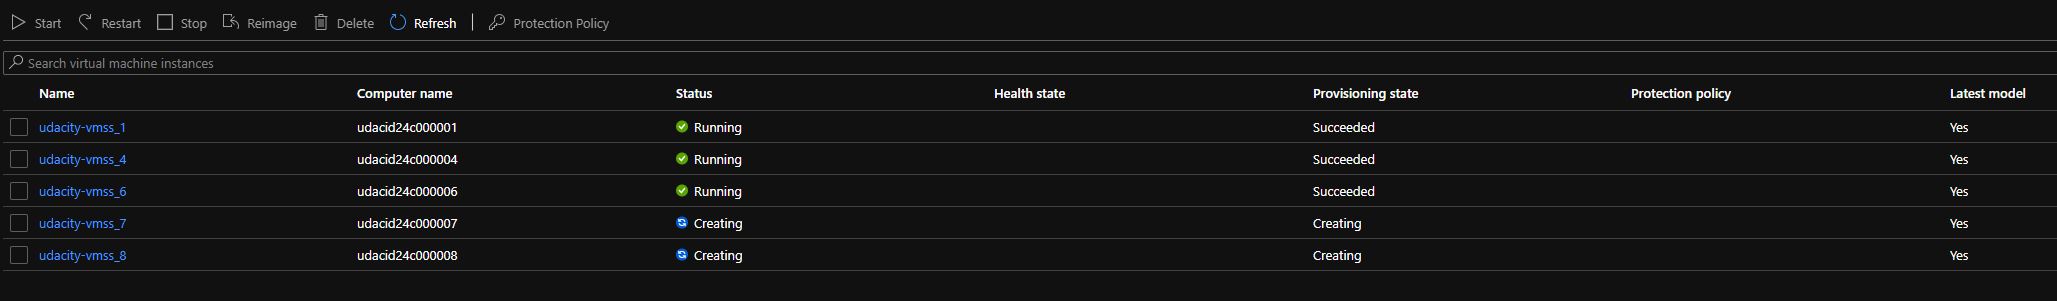 Start Restart Stop Reimage Delete Refresh Protection Policy
Search virtual machine instances
Name Computer name Status Health state Provisioning state Protection policy Latest model
udacity-vmss_1 udacid24c000001 Running Succeeded Yes
udacity-vmss_4 udacid24c000004 Running Succeeded Yes
udacity-vmss_6 udacid24c000006 Running Succeeded Yes
udacity-vmss_7 udacid24c000007 Creating Creating Yes
udacity-vmss_8 udacid24c000008 Creating Creating Yes